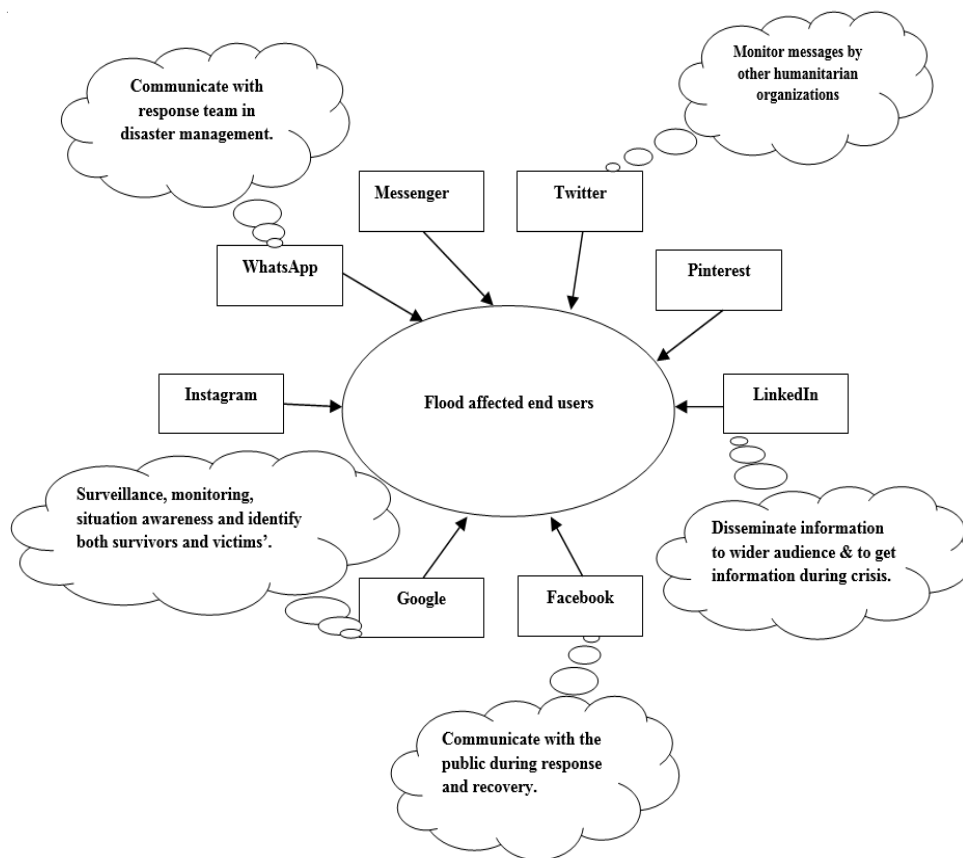 Monitor messages by
other humanitarian
organizations
Communicate with
response team in
disaster management.
Messenger
Twitter
WhatsApp
Pinterest
Instagram
Flood affected end users
LinkedIn
Surveillance, monitoring,
situation awareness and identify
both survivors and victims’.
Disseminate information
to wider audience & to get
information during crisis.
Google
Facebook
Communicate with the
public during response
and recovery.